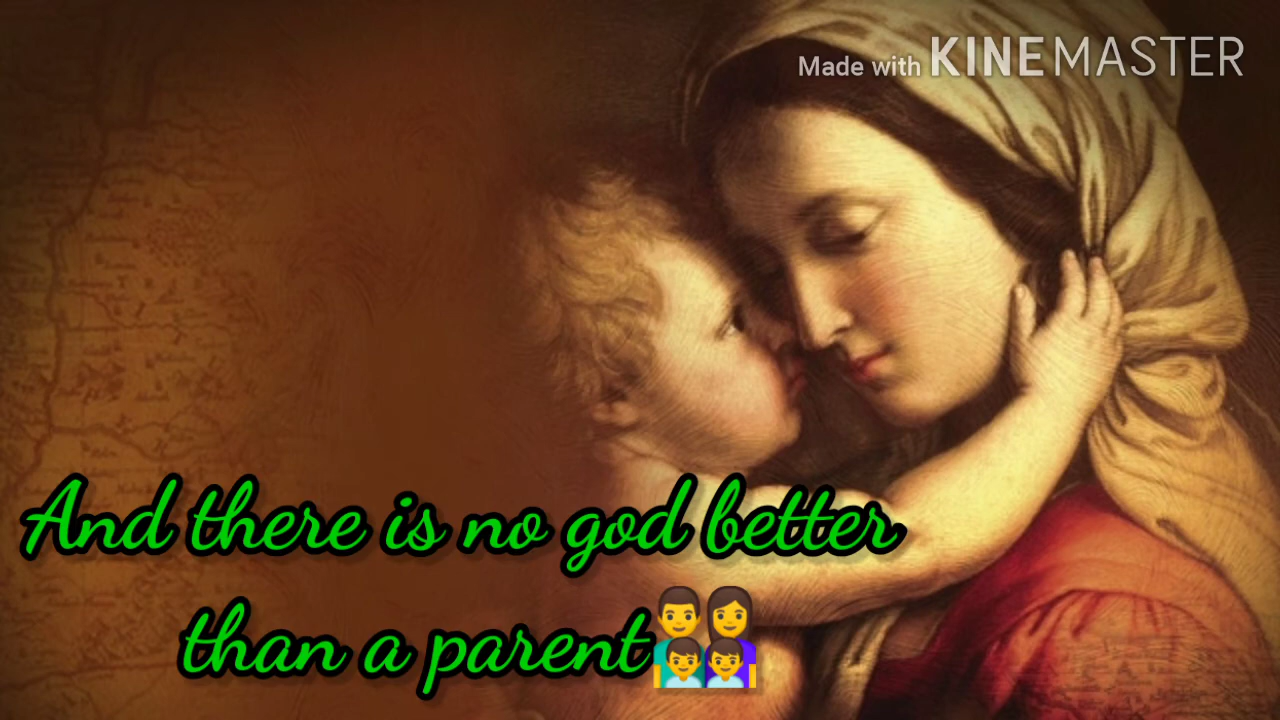 Made with KINEMASTER
And there is no god better
than a parent👨‍👩‍👦‍👦